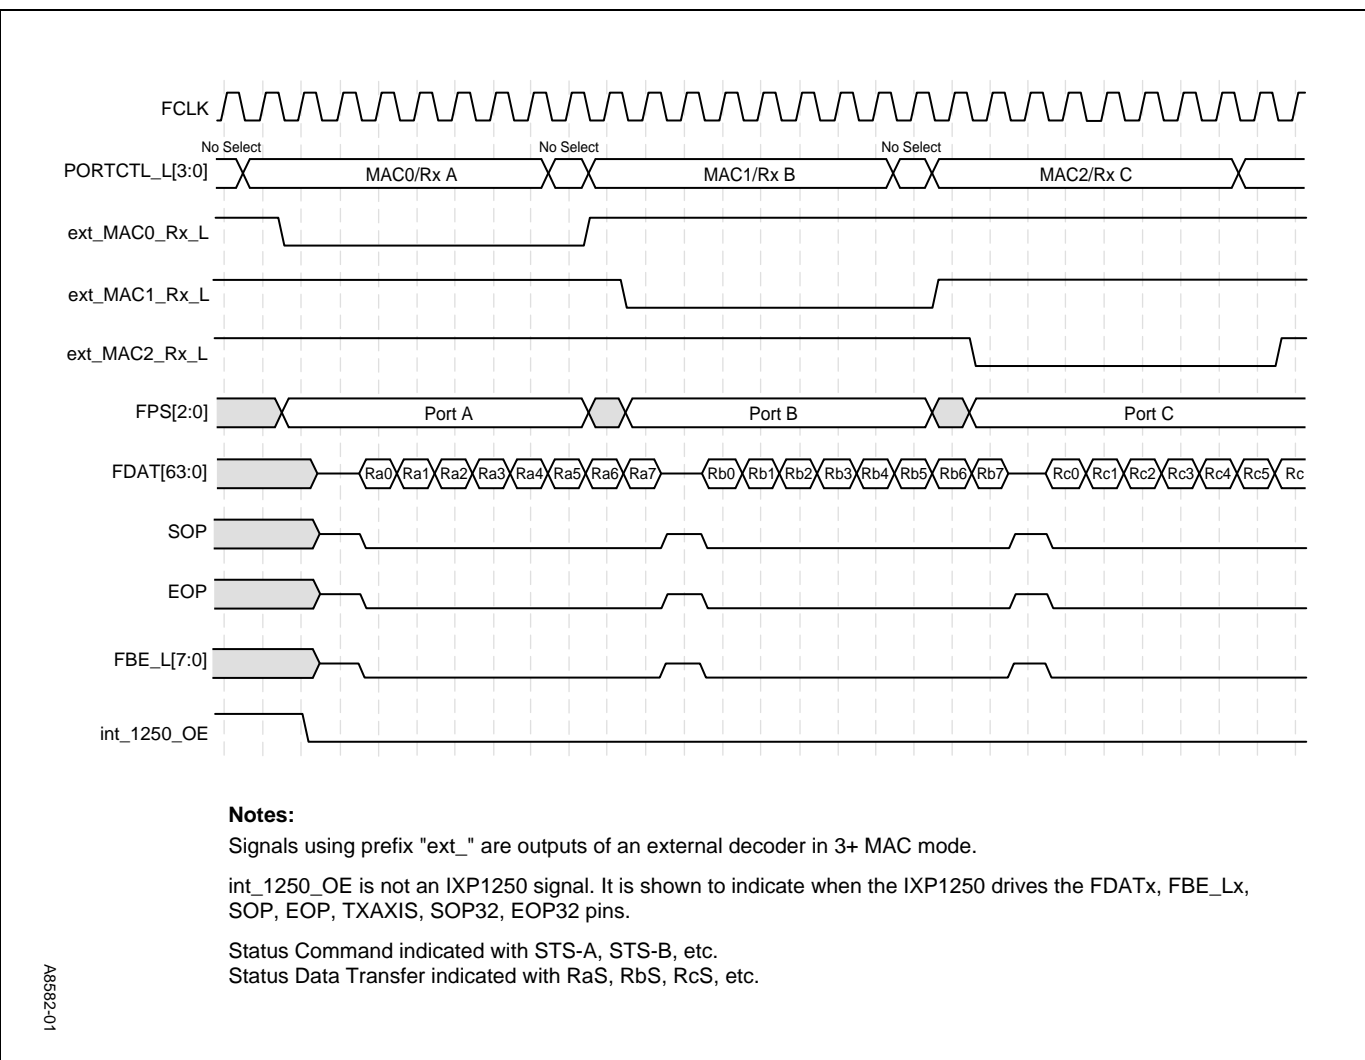 FCLK
No Select No Select No Select
PORTCTL_L[3:0] MAC0/Rx A MAC1/Rx B MAC2/Rx C
ext_MAC0_Rx_L
ext_MAC1_Rx_L
ext_MAC2_Rx_L
FPS[2:0] Port A Port B Port C
FDAT[63:0] Ra0 Ra1 Ra2 Ra3 Ra4 Ra5 Ra6 Ra7 Rb0 Rb1 Rb2 Rb3 Rb4 Rb5 Rb6 Rb7 Rc0 Rc1 Rc2 Rc3 Rc4 Rc5 Rc
SOP
EOP
FBE_L[7:0]
int_1250_OE
Notes:
Signals using prefix "ext_" are outputs of an external decoder in 3+ MAC mode.
int_1250_OE is not an IXP1250 signal. It is shown to indicate when the IXP1250 drives the FDATx, FBE_Lx,
SOP, EOP, TXAXIS, SOP32, EOP32 pins.
Status Command indicated with STS-A, STS-B, etc.
Status Data Transfer indicated with RaS, RbS, RcS, etc.
A8582-01